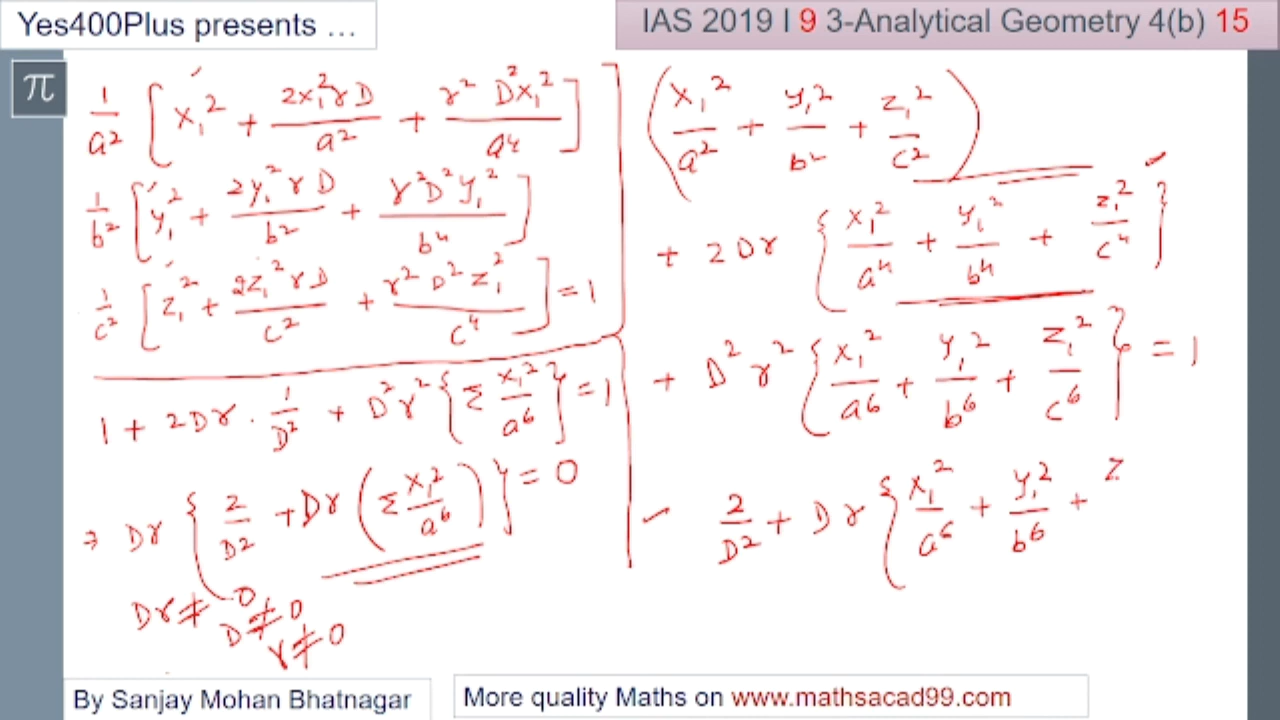 Yes400Plus presents …
IAS 2019 I 9 3-Analytical Geometry 4(b) 15
π
1/a² [ x₁² + 2x₁²rD/a² + r²D²x₁²/a⁴ ]
1/b² [ y₁² + 2y₁²rD/b² + r²D²y₁²/b⁴ ]
1/c² [ z₁² + 2z₁²rD/c² + r²D²z₁²/c⁴ ] = 1
1 + 2Dr · 1/D² + D²r² { Σ x₁²/a⁶ } = 1
⇒ Dr { 2/D² + Dr ( Σ x₁²/a⁶ ) } = 0
Dr ≠ 0
D ≠ 0
r ≠ 0
( x₁²/a² + y₁²/b² + z₁²/c² )
+ 2Dr { x₁²/a⁴ + y₁²/b⁴ + z₁²/c⁴ }
+ D²r² { x₁²/a⁶ + y₁²/b⁶ + z₁²/c⁶ } = 1
2/D² + Dr { x₁²/a⁶ + y₁²/b⁶ + z
By Sanjay Mohan Bhatnagar
More quality Maths on www.mathsacad99.com